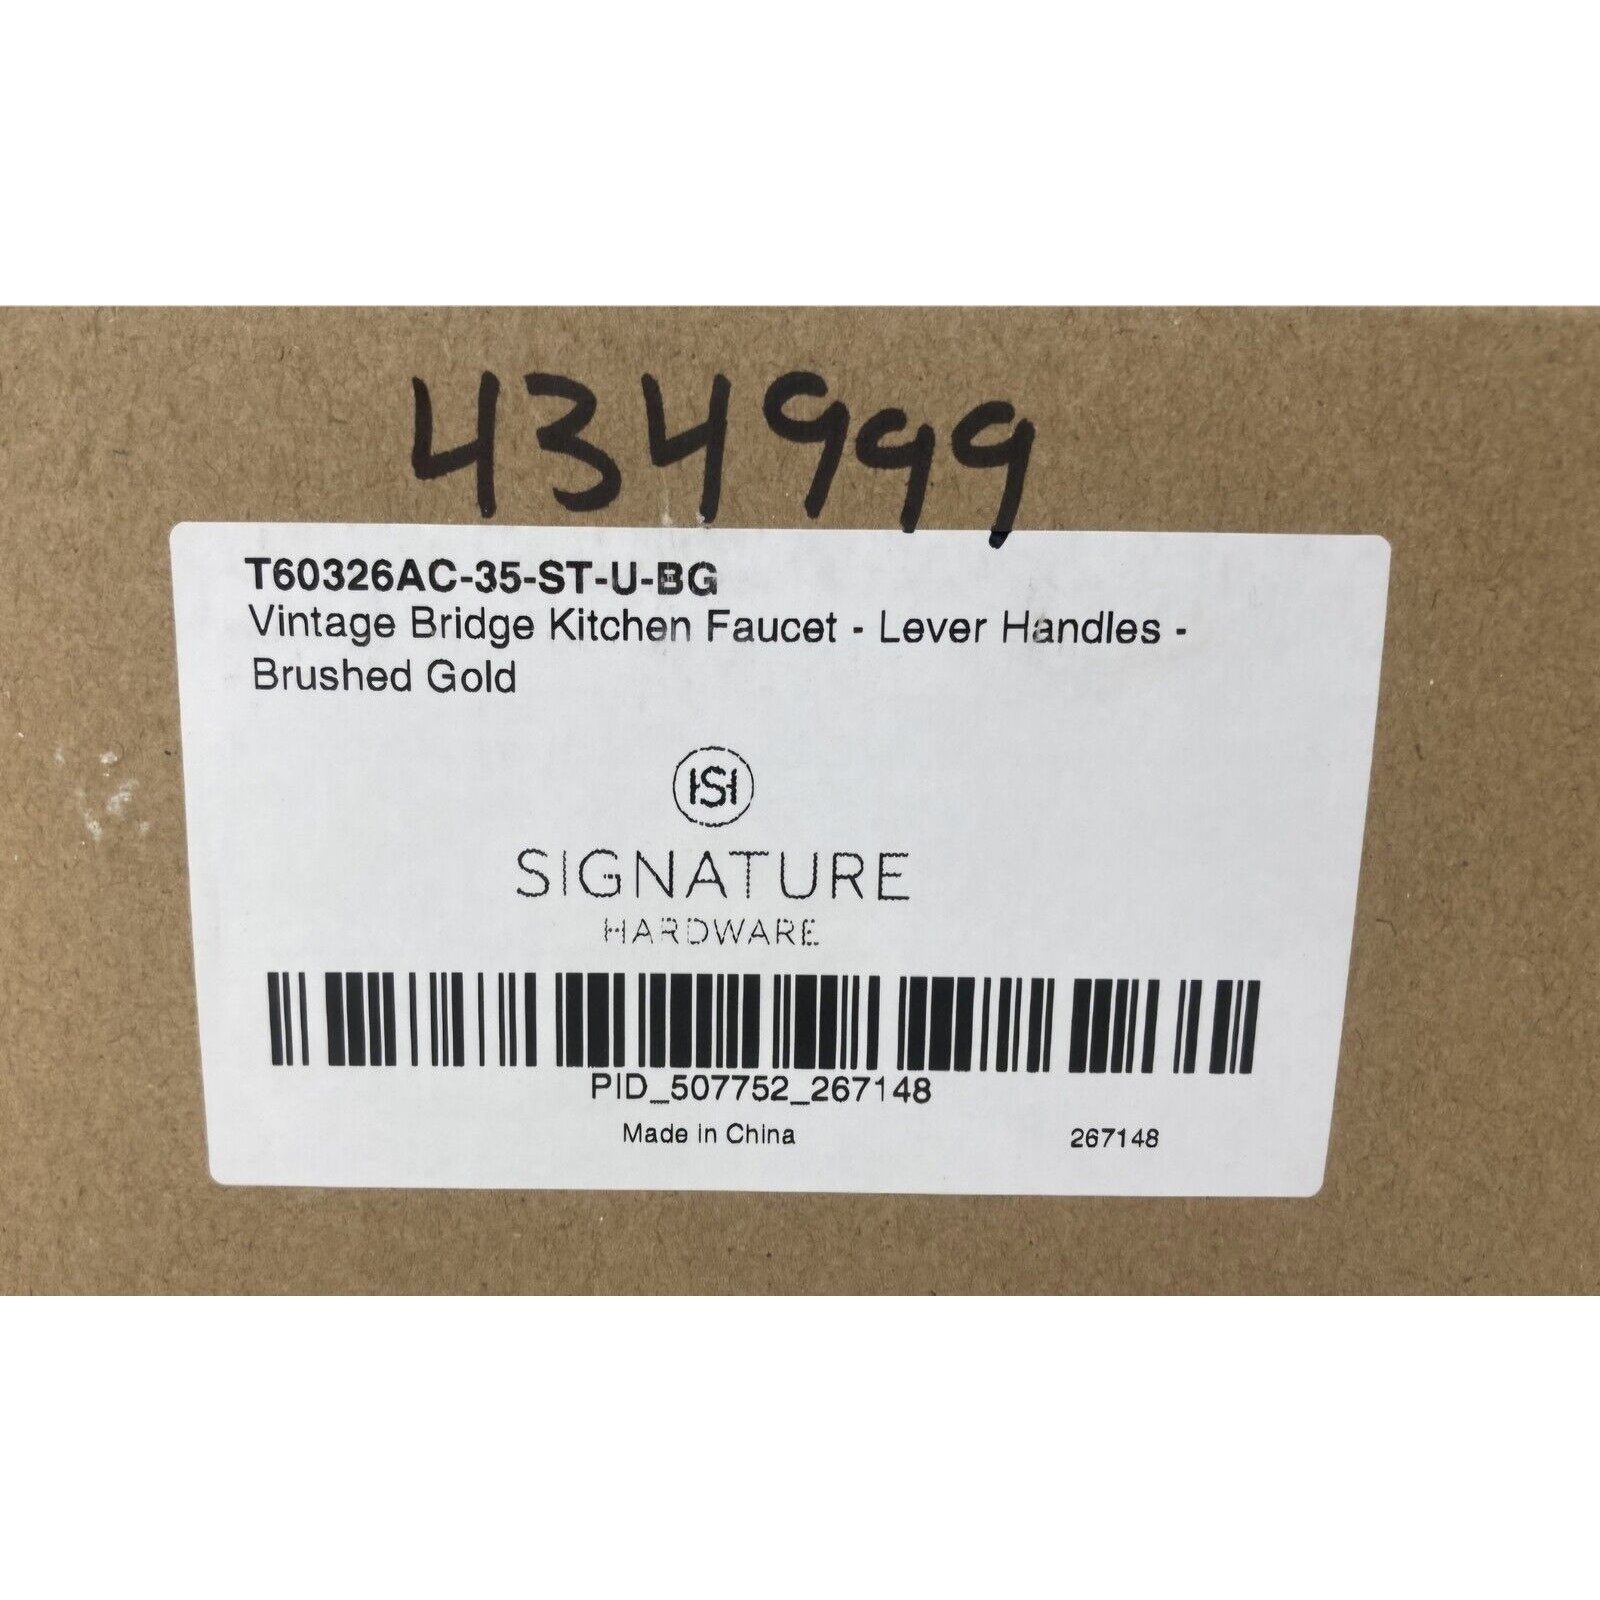 434999
T60326AC-35-ST-U-BG
Vintage Bridge Kitchen Faucet - Lever Handles -
Brushed Gold
HSH
SIGNATURE
HARDWARE
PID_507752_267148
Made in China 267148